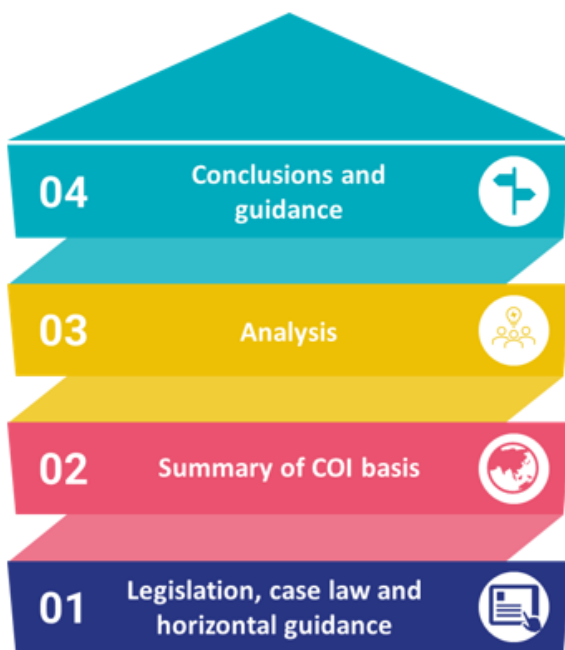 04
Conclusions and
guidance
03
Analysis
02
Summary of COI basis
01
Legislation, case law and
horizontal guidance